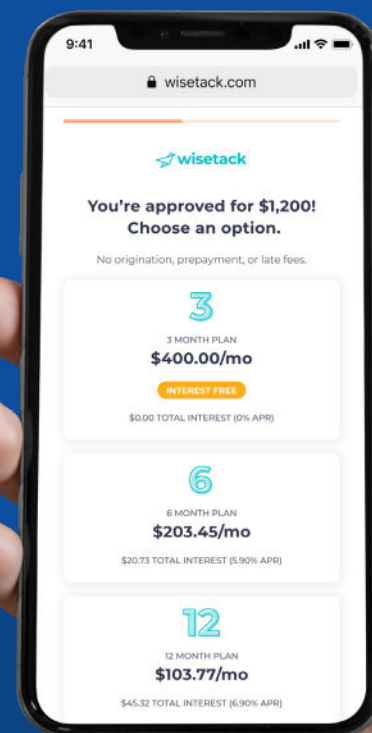 9:41
wisetack.com
wisetack
You're approved for $1,200!
Choose an option.
No origination, prepayment, or late fees.
3
3 MONTH PLAN
$400.00/mo
INTEREST FREE
$0.00 TOTAL INTEREST (0% APR)
6
6 MONTH PLAN
$203.45/mo
$20.73 TOTAL INTEREST (5.90% APR)
12
12 MONTH PLAN
$103.77/mo
$45.32 TOTAL INTEREST (6.90% APR)